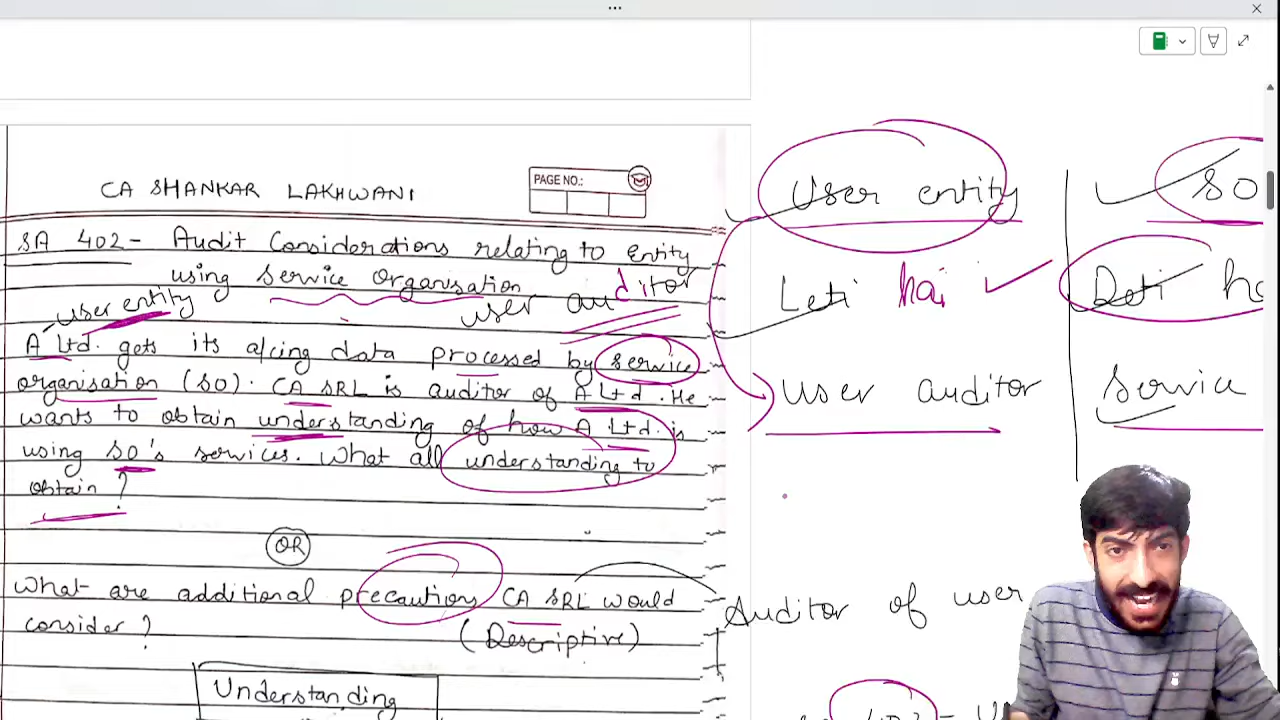 CA SHANKAR LAKHWANI
PAGE NO.:
SA 402- Audit Considerations relating to Entity
using service organisation
user entity
user auditor
A Ltd. gets its a/cing data processed by service
organisation (SO). CA SRL is auditor of A Ltd. He
wants to obtain understanding of how A Ltd. is
using SO's services. What all understanding to
obtain ?
OR
What are additional precautions CA SRL would
consider ?
(Descriptive)
Understanding
User entity
SO
Leti hai
Deti
User auditor
service
Auditor of user
402 -